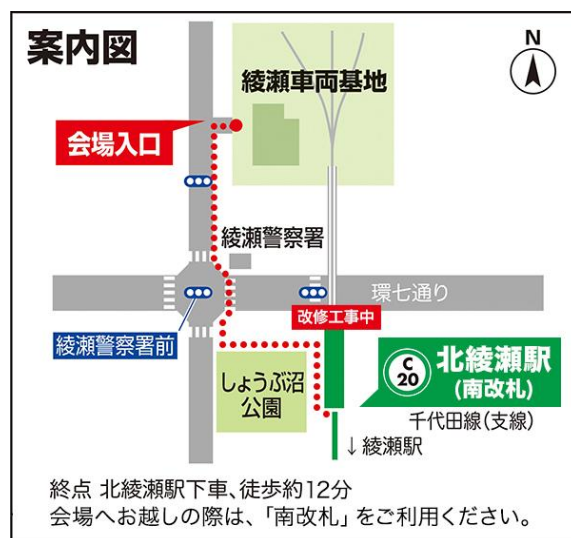 案内図
N
綾瀬車両基地
会場入口
綾瀬警察署
環七通り
改修工事中
綾瀬警察署前
しょうぶ沼
公園
C
20
北綾瀬駅
(南改札)
千代田線(支線)
↓綾瀬駅
終点 北綾瀬駅下車、徒歩約12分
会場へお越しの際は、「南改札」をご利用ください。